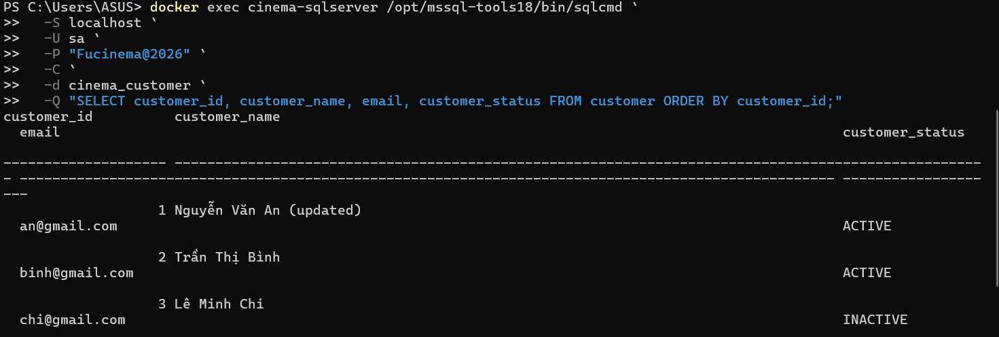 PS C:\Users\ASUS> docker exec cinema-sqlserver /opt/mssql-tools18/bin/sqlcmd `
>>   -S localhost `
>>   -U sa `
>>   -P "Fucinema@2026" `
>>   -C `
>>   -d cinema_customer `
>>   -Q "SELECT customer_id, customer_name, email, customer_status FROM customer ORDER BY customer_id;"
customer_id          customer_name
  email                                                                                                customer_status
-------------------- ---------------------------------------------------------------------------------------------------
- ---------------------------------------------------------------------------------------------------- -----------------
---
                   1 Nguyễn Văn An (updated)
  an@gmail.com                                                                                         ACTIVE
                   2 Trần Thị Bình
  binh@gmail.com                                                                                       ACTIVE
                   3 Lê Minh Chi
  chi@gmail.com                                                                                        INACTIVE